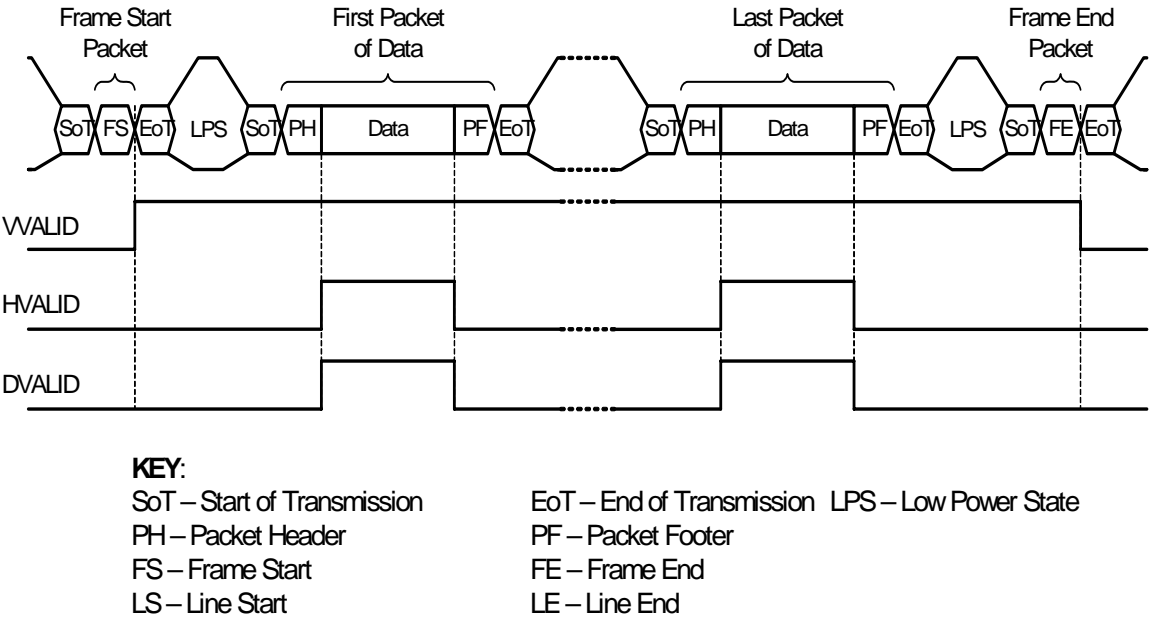 Frame Start Packet
First Packet of Data
Last Packet of Data
Frame End Packet
SoT FS EoT LPS SoT PH Data PF EoT SoT PH Data PF EoT LPS SoT FE EoT
VVALID
HVALID
DVALID
KEY:
SoT – Start of Transmission EoT – End of Transmission LPS – Low Power State
PH – Packet Header PF – Packet Footer
FS – Frame Start FE – Frame End
LS – Line Start LE – Line End